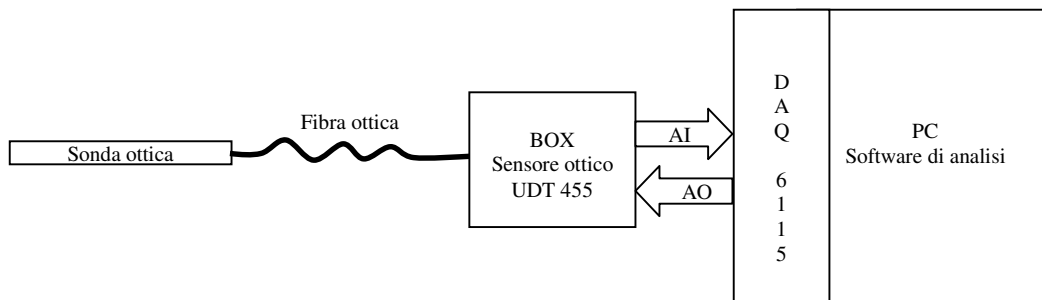 Sonda ottica
Fibra ottica
BOX
Sensore ottico
UDT 455
AI
AO
D
A
Q
6
1
1
5
PC
Software di analisi